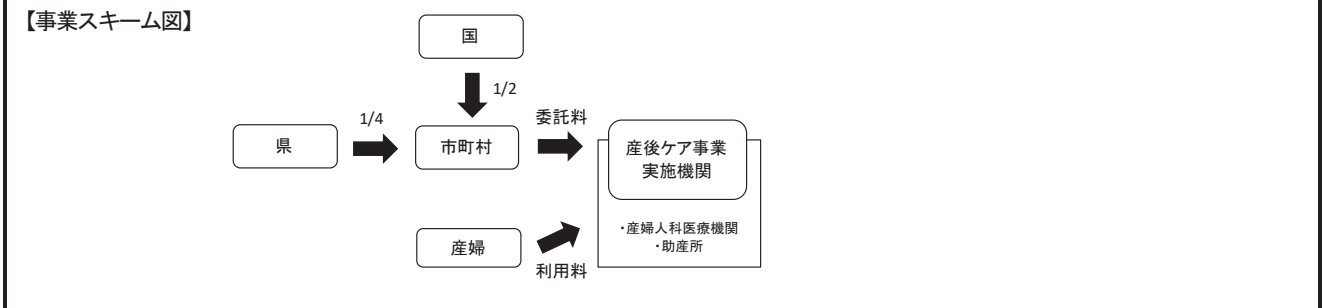 【事業スキーム図】
国
1/2
1/4
委託料
県
市町村
産後ケア事業
実施機関
・産婦人科医療機関
・助産所
産婦
利用料